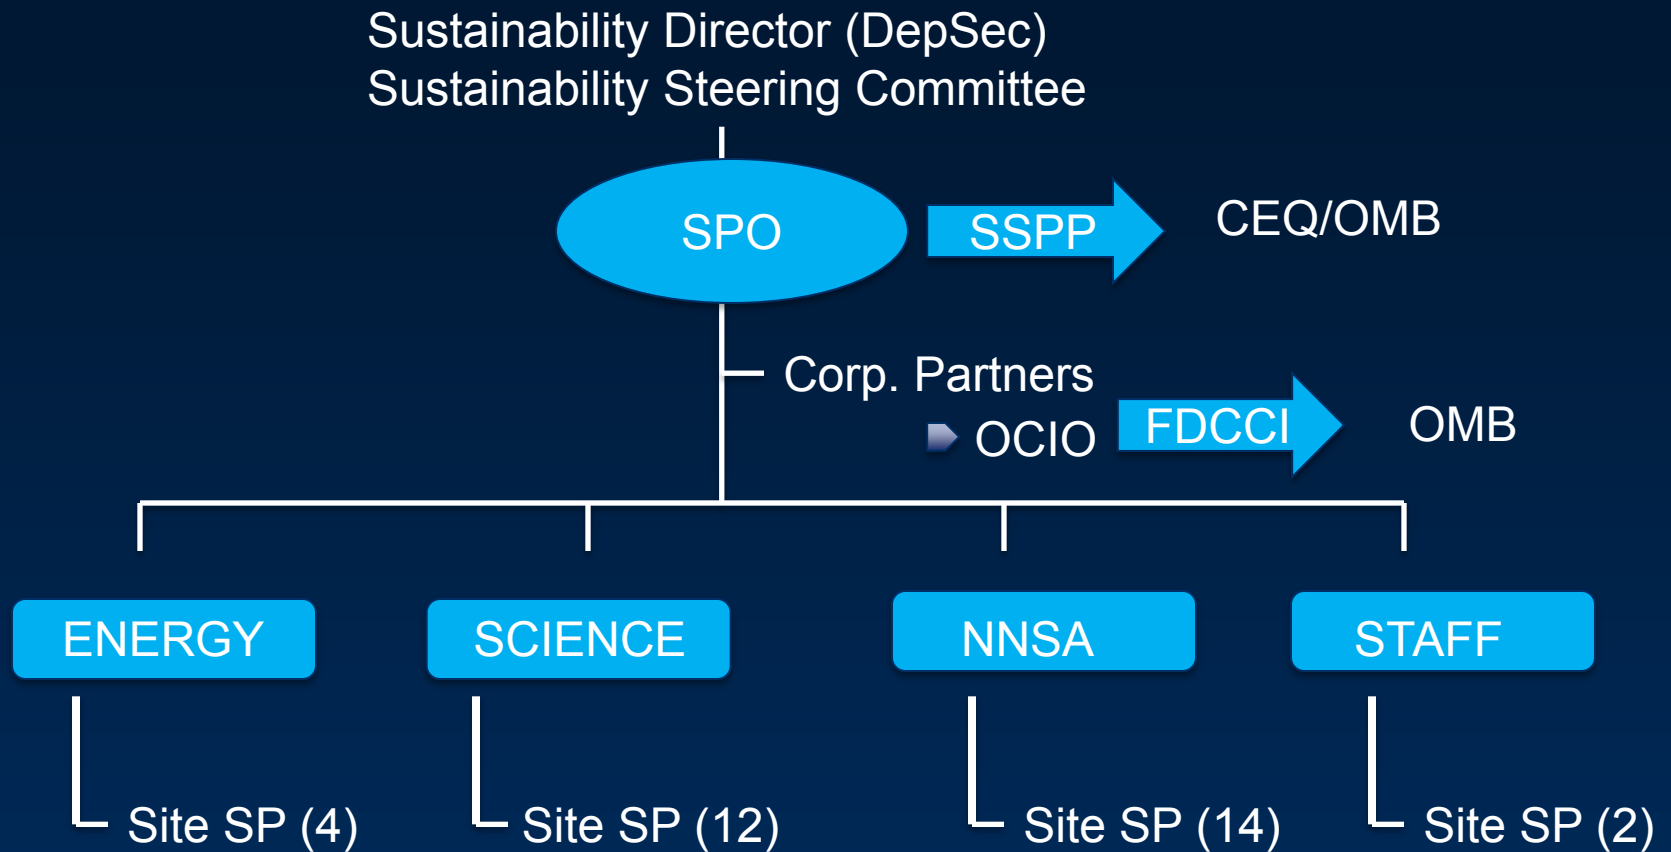 Sustainability Director (DepSec)
Sustainability Steering Committee
SPO
SSPP
CEQ/OMB
Corp. Partners
OCIO
FDCCI
OMB
ENERGY
SCIENCE
NNSA
STAFF
Site SP (4)
Site SP (12)
Site SP (14)
Site SP (2)